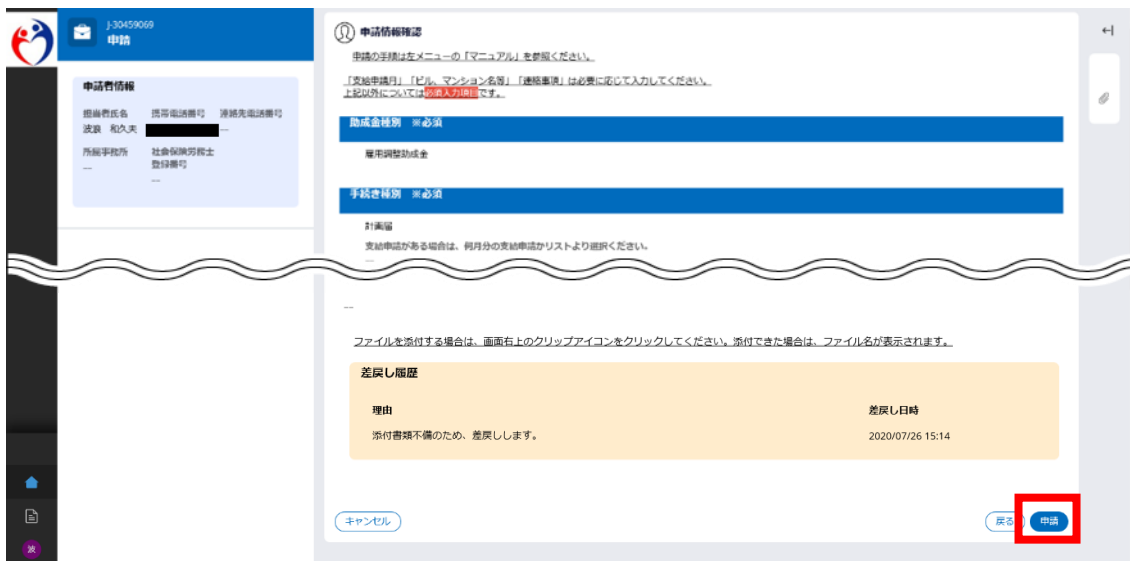 J-30459069
申請
申請者情報
担当者氏名 携帯電話番号 連絡先電話番号
波浪 和久夫 ---
所属事務所 社会保険労務士
登録番号
---
---
申請情報確認
申請の手順は左メニューの「マニュアル」を参照ください。
「支給申請月」「ビル、マンション名等」「連絡事項」は必要に応じて入力してください。
上記以外については必須入力項目です。
助成金種別 ※必須
雇用調整助成金
手続き種別 ※必須
計画届
支給申請がある場合は、何月分の支給申請かリストより選択ください。
---
---
ファイルを添付する場合は、画面右上のクリップアイコンをクリックしてください。添付できた場合は、ファイル名が表示されます。
差戻し履歴
理由 差戻し日時
添付書類不備のため、差戻しします。 2020/07/26 15:14
キャンセル 戻る 申請
波